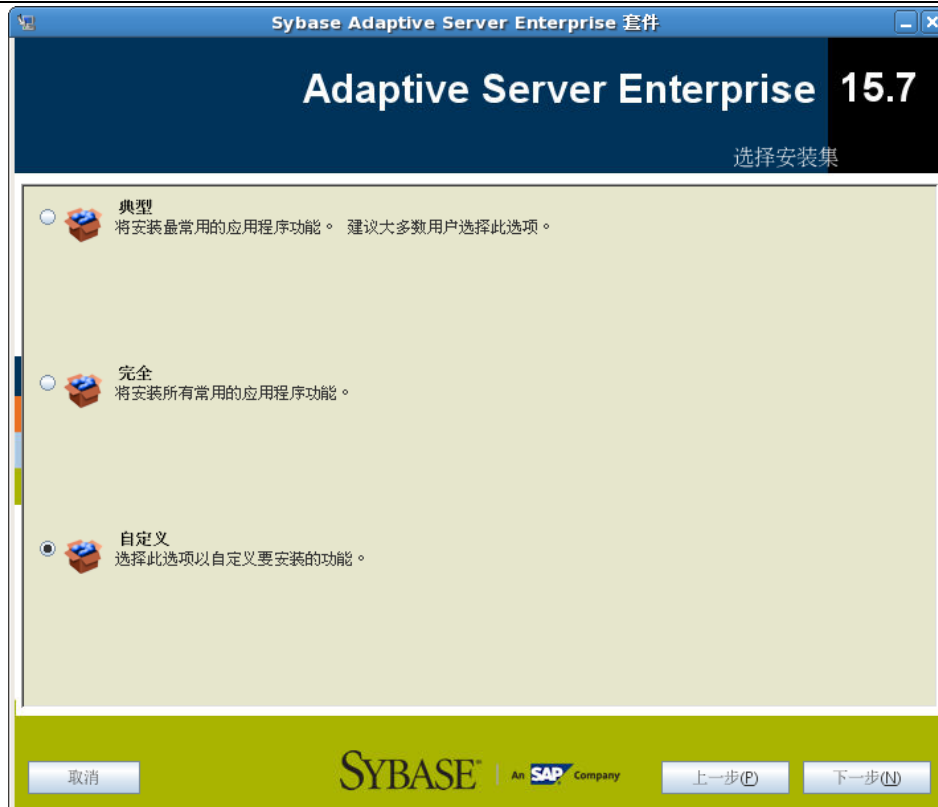 Sybase Adaptive Server Enterprise 套件
Adaptive Server Enterprise 15.7
选择安装集
典型
将安装最常用的应用程序功能。 建议大多数用户选择此选项。
完全
将安装所有常用的应用程序功能。
自定义
选择此选项以自定义要安装的功能。
取消
SYBASE An SAP Company
上一步(P)
下一步(N)